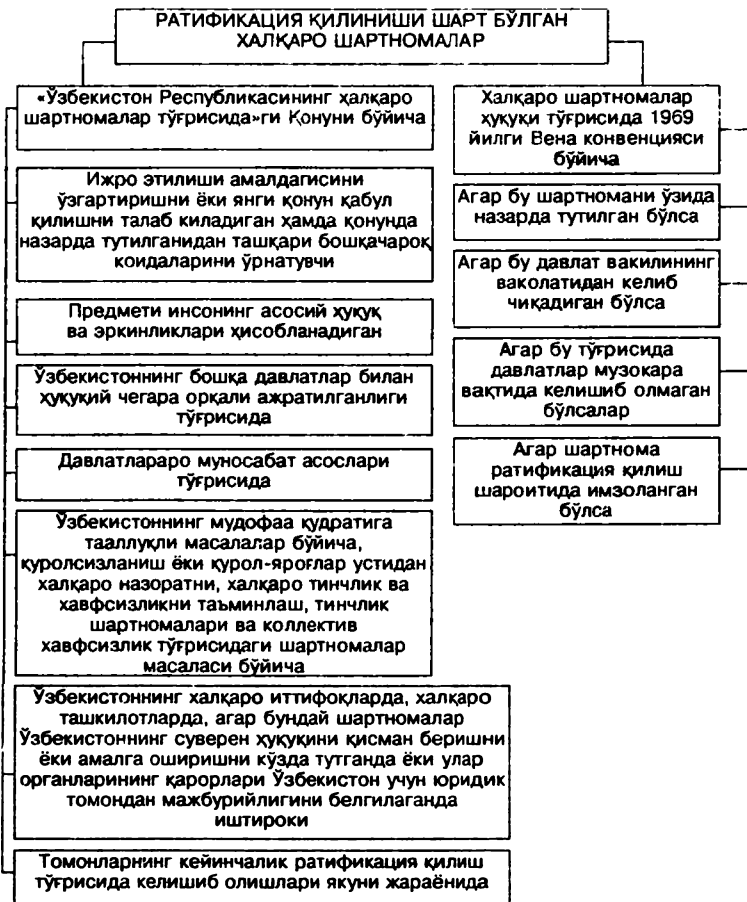 РАТИФИКАЦИЯ ҚИЛИНИШИ ШАРТ БЎЛГАН
ХАЛҚАРО ШАРТНОМАЛАР
«Ўзбекистон Республикасининг ҳалқаро
шартномалар тўғрисида»ги Қонуни бўйича
Ижро этилиши амалдагисини
ўзгартиришни ёки янги қонун қабул
қилишни талаб киладиган ҳамда қонунда
назарда тутилганидан ташқари бошқачароқ
коидаларини ўрнатувчи
Предмети инсонинг асосий ҳуқуқ
ва эркинликлари ҳисобланадиган
Ўзбекистоннинг бошқа давлатлар билан
ҳуқуқий чегара орқали ажратилганлиги
тўғрисида
Давлатлараро муносабат асослари
тўғрисида
Ўзбекистоннинг мудофаа қудратига
тааллуқли масалалар бўйича,
қуролсизланиш ёки қурол-яроғлар устидан
халқаро назоратни, халқаро тинчлик ва
хавфсизликни таъминлаш, тинчлик
шартномалари ва коллектив
хавфсизлик тўғрисидаги шартномалар
масаласи бўйича
Ўзбекистоннинг халқаро иттифоқларда, халқаро
ташкилотларда, агар бундай шартномалар
Ўзбекистоннинг суверен ҳуқуқини қисман беришни
ёки амалга оширишни кўзда тутганда ёки улар
органларининг қарорлари Ўзбекистон учун юридик
томондан мажбурийлигини белгилаганда
иштироки
Томонларнинг кейинчалик ратификация қилиш
тўғрисида келишиб олишлари якуни жараёнида
Халқаро шартномалар
ҳуқуқи тўғрисида 1969
йилги Вена конвенцияси
бўйича
Агар бу шартномани ўзида
назарда тутилган бўлса
Агар бу давлат вакилининг
ваколатидан келиб
чиқадиган бўлса
Агар бу тўғрисида
давлатлар музокара
вақтида келишиб олмаган
бўлсалар
Агар шартнома
ратификация қилиш
шароитида имзоланган
бўлса